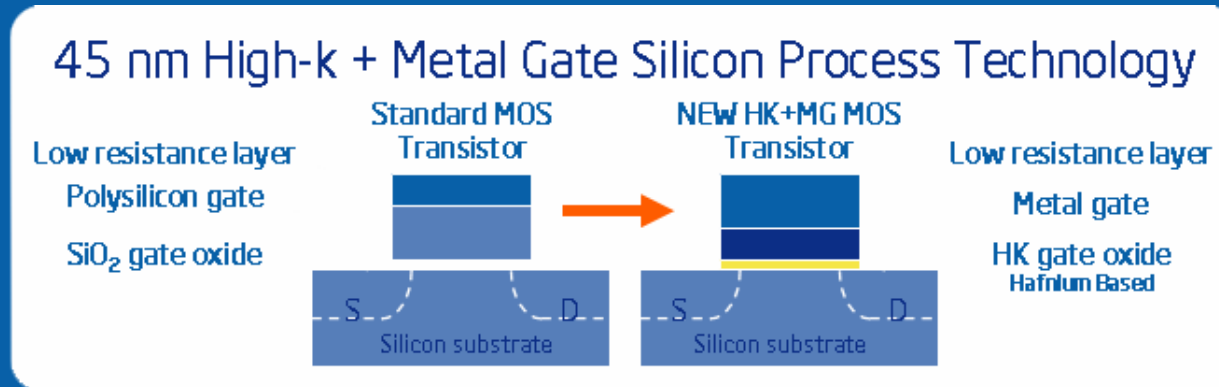 45 nm High-k + Metal Gate Silicon Process Technology
Standard MOS
Transistor
NEW HK+MG MOS
Transistor
Low resistance layer
Polysilicon gate
SiO₂ gate oxide
Low resistance layer
Metal gate
HK gate oxide
Hafnium Based
S
D
Silicon substrate
S
D
Silicon substrate